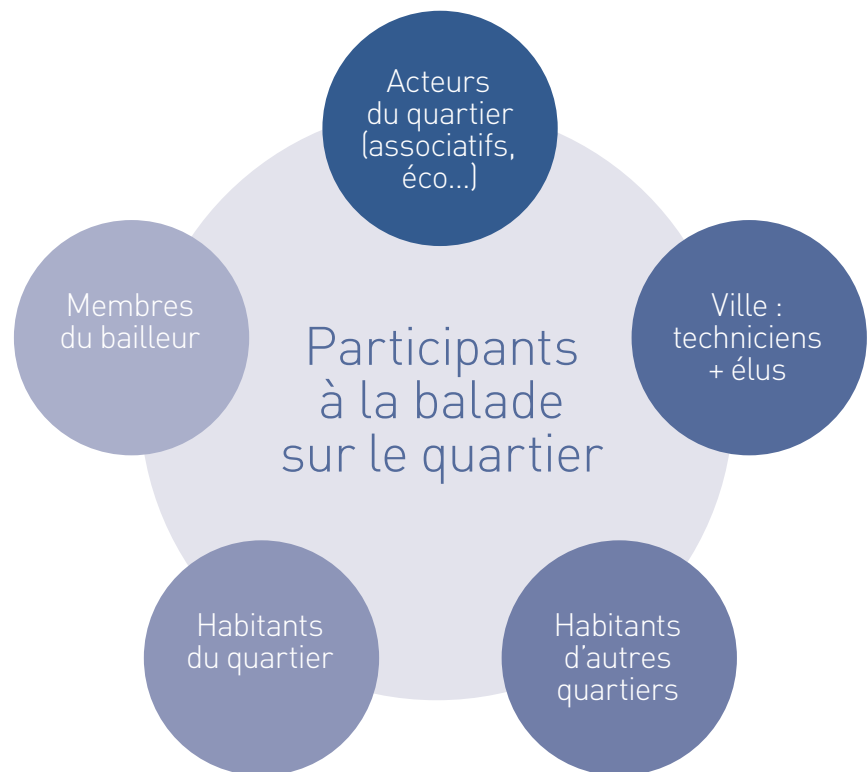 Acteurs
du quartier
(associatifs,
éco...)
Ville :
techniciens
+ élus
Habitants
d’autres
quartiers
Habitants
du quartier
Membres
du bailleur
Participants
à la balade
sur le quartier